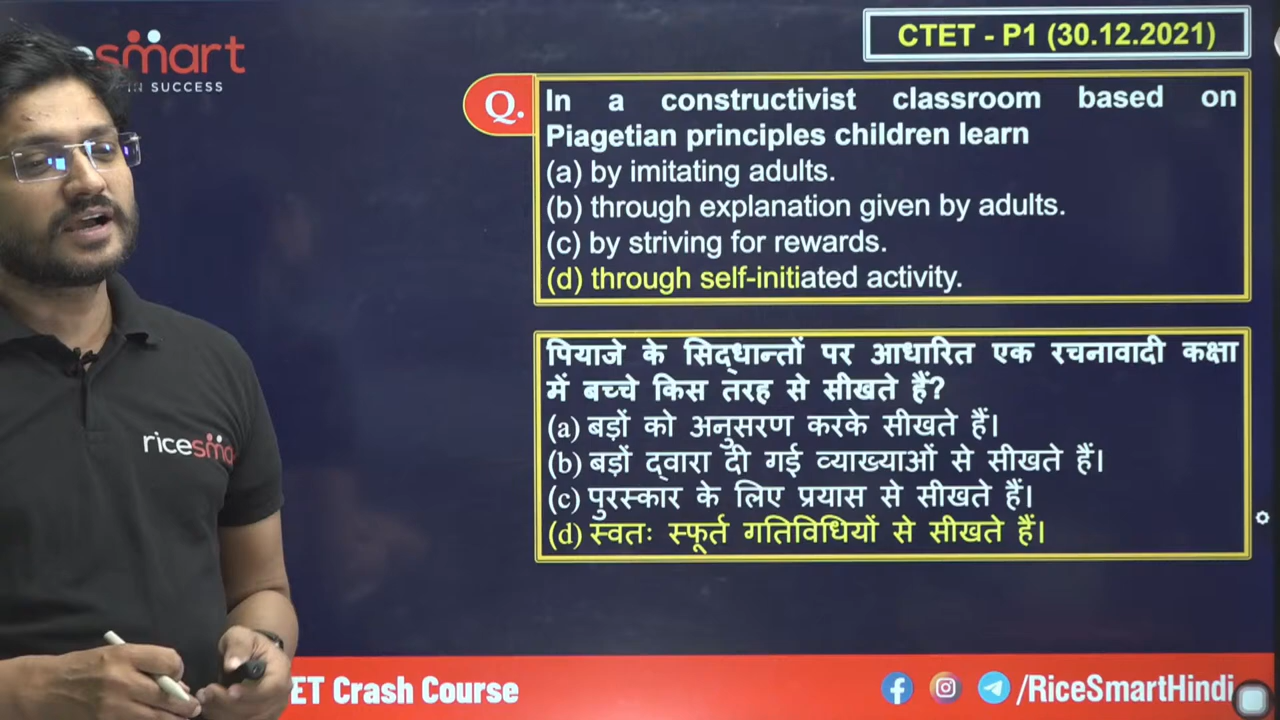 smart
IN SUCCESS
CTET - P1 (30.12.2021)
Q.
In a constructivist classroom based on
Piagetian principles children learn
(a) by imitating adults.
(b) through explanation given by adults.
(c) by striving for rewards.
(d) through self-initiated activity.
पियाजे के सिद्धान्तों पर आधारित एक रचनावादी कक्षा
में बच्चे किस तरह से सीखते हैं?
(a) बड़ों को अनुसरण करके सीखते हैं।
(b) बड़ों द्वारा दी गई व्याख्याओं से सीखते हैं।
(c) पुरस्कार के लिए प्रयास से सीखते हैं।
(d) स्वतः स्फूर्त गतिविधियों से सीखते हैं।
ricesma
ET Crash Course
/RiceSmartHindi